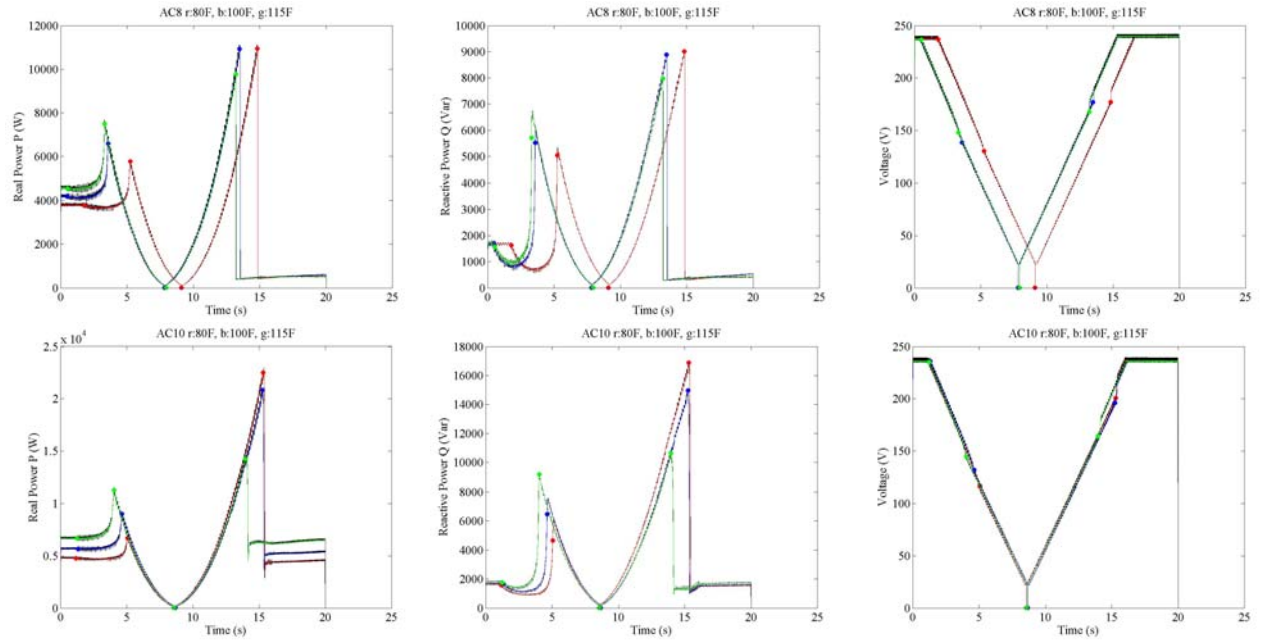 AC8 r:80F, b:100F, g:115F
Real Power P (W)
12000
10000
8000
6000
4000
2000
0
0 5 10 15 20 25
Time (s)
AC8 r:80F, b:100F, g:115F
Reactive Power Q (Var)
10000
9000
8000
7000
6000
5000
4000
3000
2000
1000
0
0 5 10 15 20 25
Time (s)
AC8 r:80F, b:100F, g:115F
Voltage (V)
250
200
150
100
50
0
0 5 10 15 20 25
Time (s)
AC10 r:80F, b:100F, g:115F
x 10^4
Real Power P (W)
2.5
2
1.5
1
0.5
0
0 5 10 15 20 25
Time (s)
AC10 r:80F, b:100F, g:115F
Reactive Power Q (Var)
18000
16000
14000
12000
10000
8000
6000
4000
2000
0
0 5 10 15 20 25
Time (s)
AC10 r:80F, b:100F, g:115F
Voltage (V)
250
200
150
100
50
0
0 5 10 15 20 25
Time (s)